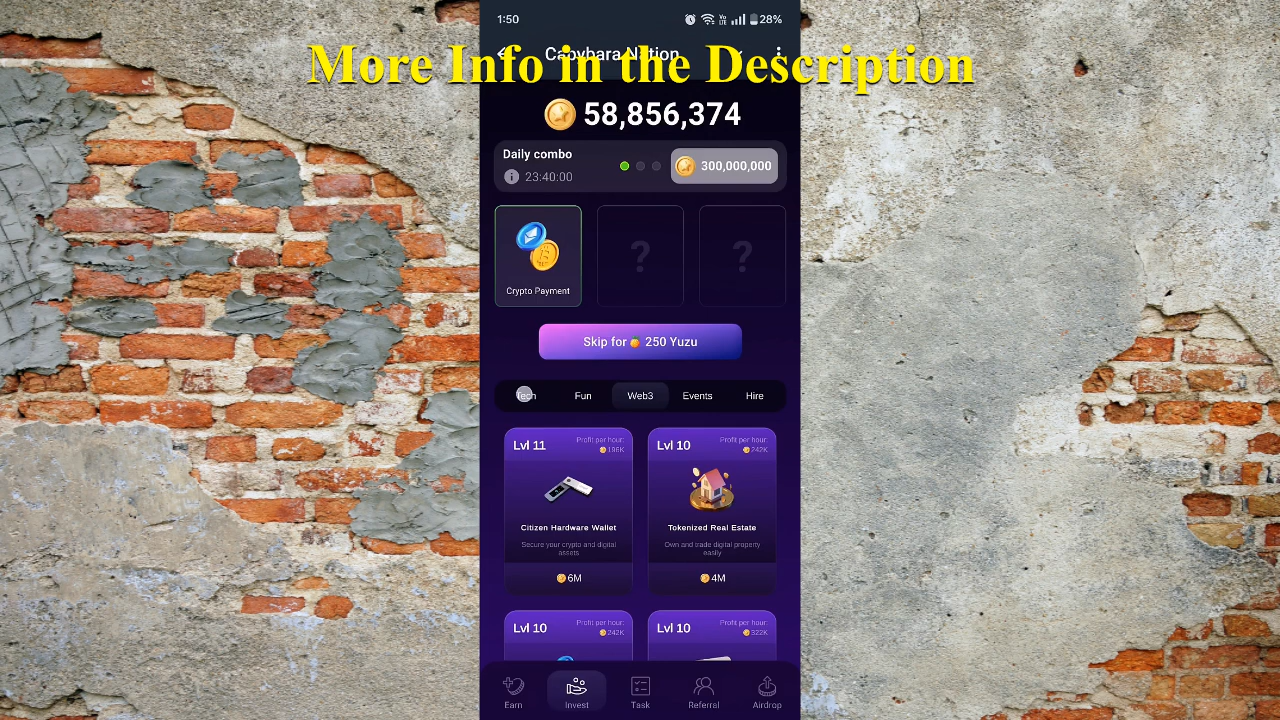 1:50
28%
Capybara Nation
More Info in the Description
58,856,374
Daily combo
23:40:00
300,000,000
Crypto Payment
?
?
Skip for 250 Yuzu
Tech Fun Web3 Events Hire
Lvl 11
Profit per hour:
196K
Citizen Hardware Wallet
Secure your crypto and digital
assets
6M
Lvl 10
Profit per hour:
242K
Tokenized Real Estate
Own and trade digital property
easily
4M
Lvl 10
Profit per hour:
242K
Lvl 10
Profit per hour:
322K
Earn Invest Task Referral Airdrop